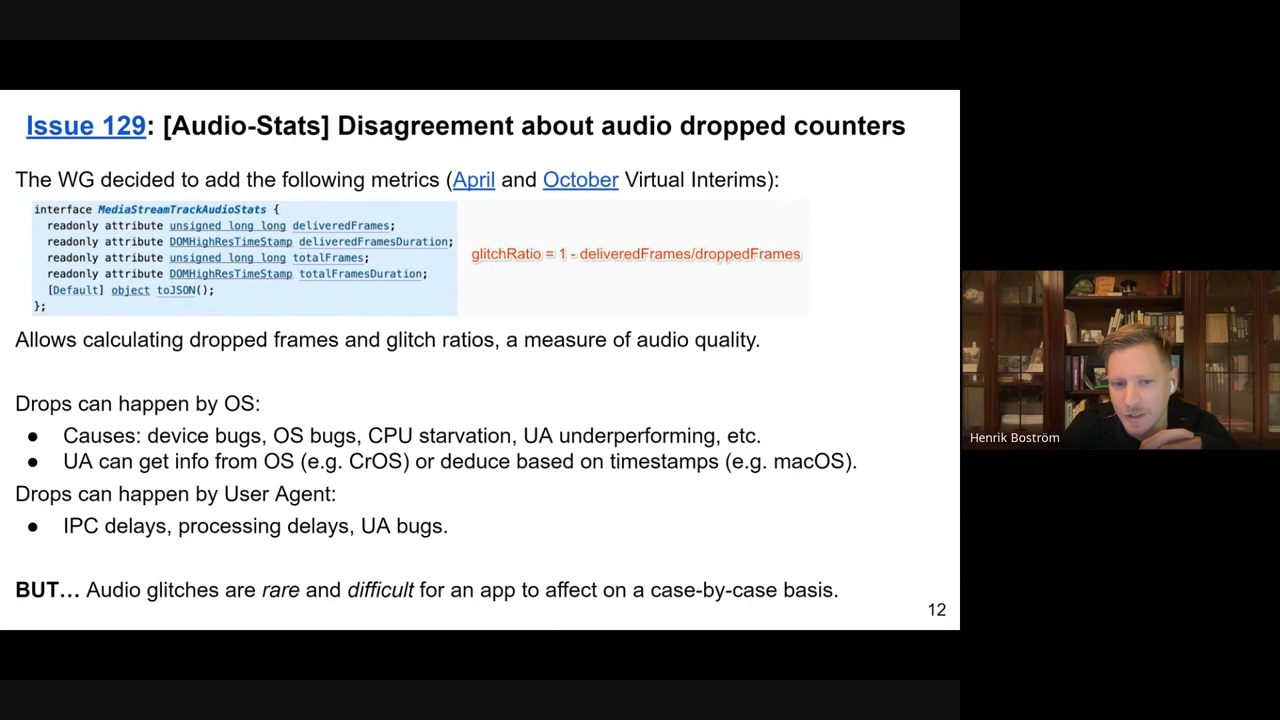 Issue 129: [Audio-Stats] Disagreement about audio dropped counters
The WG decided to add the following metrics (April and October Virtual Interims):
interface MediaStreamTrackAudioStats {
readonly attribute unsigned long long deliveredFrames;
readonly attribute DOMHighResTimeStamp deliveredFramesDuration;
readonly attribute unsigned long long totalFrames;
readonly attribute DOMHighResTimeStamp totalFramesDuration;
[Default] object toJSON();
};
glitchRatio = 1 - deliveredFrames/droppedFrames
Allows calculating dropped frames and glitch ratios, a measure of audio quality.
Drops can happen by OS:
● Causes: device bugs, OS bugs, CPU starvation, UA underperforming, etc.
● UA can get info from OS (e.g. CrOS) or deduce based on timestamps (e.g. macOS).
Drops can happen by User Agent:
● IPC delays, processing delays, UA bugs.
BUT… Audio glitches are rare and difficult for an app to affect on a case-by-case basis.
12
Henrik Boström